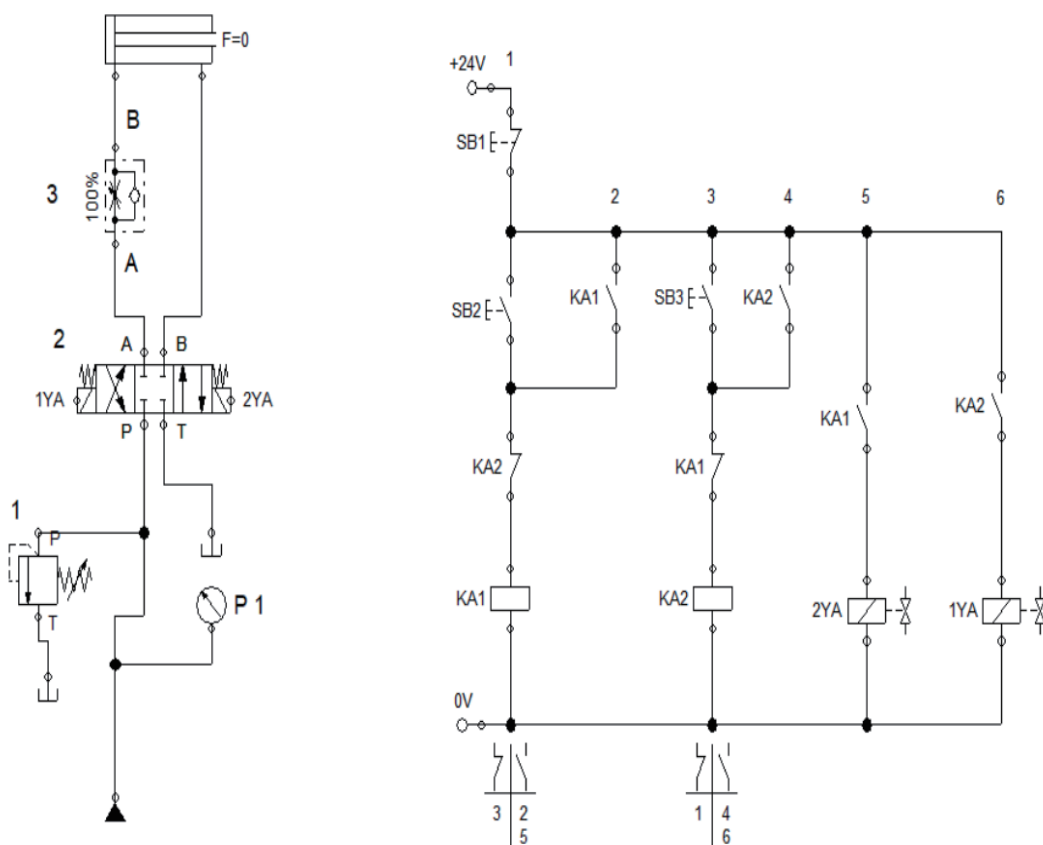 F=0
B
3
100%
A
2
A B
1YA 2YA
P T
1
P
T
P 1
1
+24V
SB1
2 3 4 5 6
SB2 KA1 SB3 KA2
KA1 KA2
KA2 KA1
KA1 KA2 2YA 1YA
0V
3 2 1 4
5 6